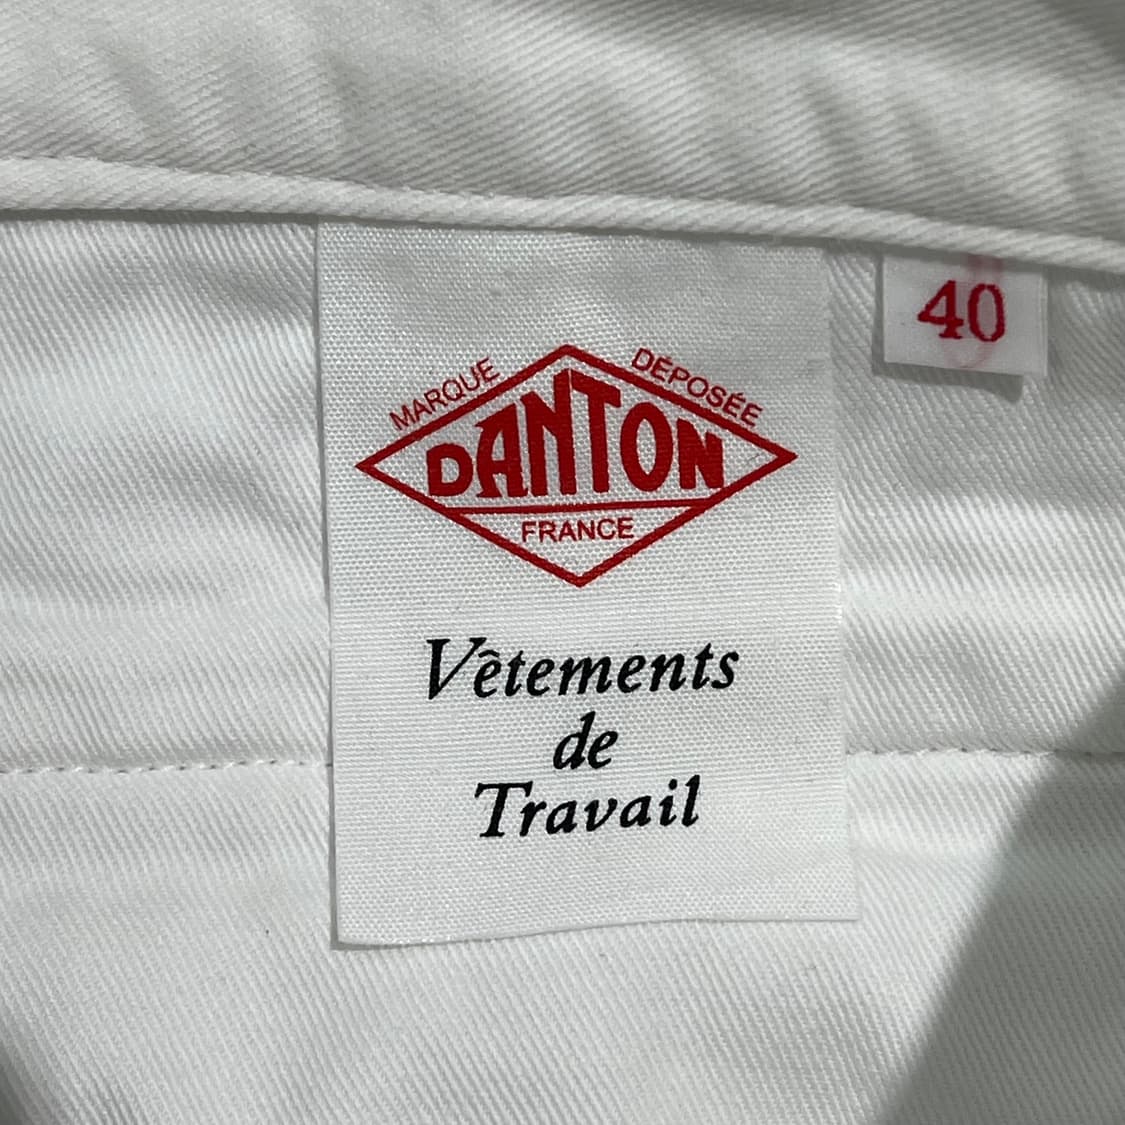 MARQUE DÉPOSÉE
DANTON
FRANCE
Vêtements
de
Travail
40